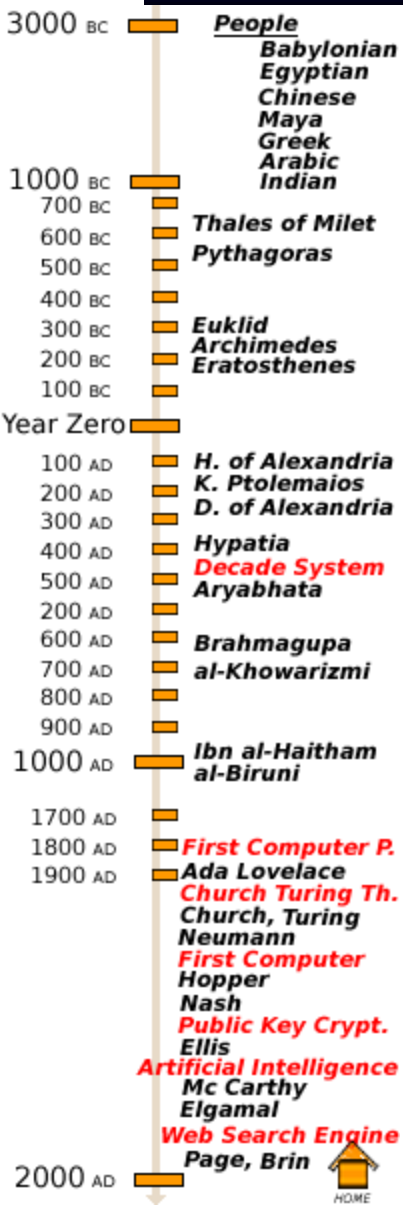 3000 BC People
Babylonian
Egyptian
Chinese
Maya
Greek
Arabic
1000 BC Indian
700 BC
Thales of Milet
600 BC
Pythagoras
500 BC
400 BC
300 BC Euklid
Archimedes
200 BC Eratosthenes
100 BC
Year Zero
100 AD H. of Alexandria
K. Ptolemaios
200 AD
D. of Alexandria
300 AD
Hypatia
400 AD
Decade System
500 AD Aryabhata
200 AD
600 AD Brahmagupa
700 AD al-Khowarizmi
800 AD
900 AD
Ibn al-Haitham
1000 AD
al-Biruni
1700 AD
1800 AD First Computer P.
1900 AD Ada Lovelace
Church Turing Th.
Church, Turing
Neumann
First Computer
Hopper
Nash
Public Key Crypt.
Ellis
Artificial Intelligence
Mc Carthy
Elgamal
Web Search Engine
Page, Brin
2000 AD
HOME